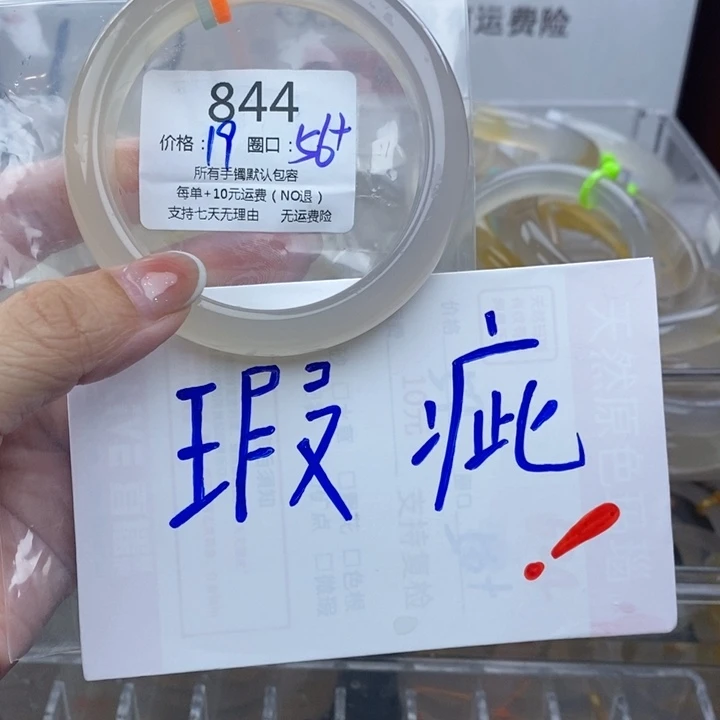 运费险
844
价格：19 圈口：56+
所有手镯默认包容
每单+10元运费（NO退）
支持七天无理由 无运费险
瑕疵！